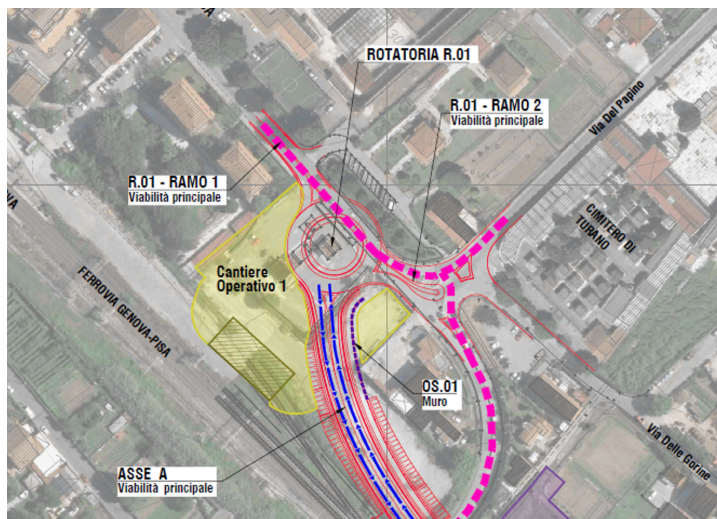 ROTATORIA R.01
R.01 - RAMO 2
Viabilità principale
Via Del Papino
R.01 - RAMO 1
Viabilità principale
CIMITERO DI
TURANO
Cantiere
Operativo 1
FERROVIA GENOVA-PISA
OS.01
Muro
Via Delle Gorine
ASSE A
Viabilità principale